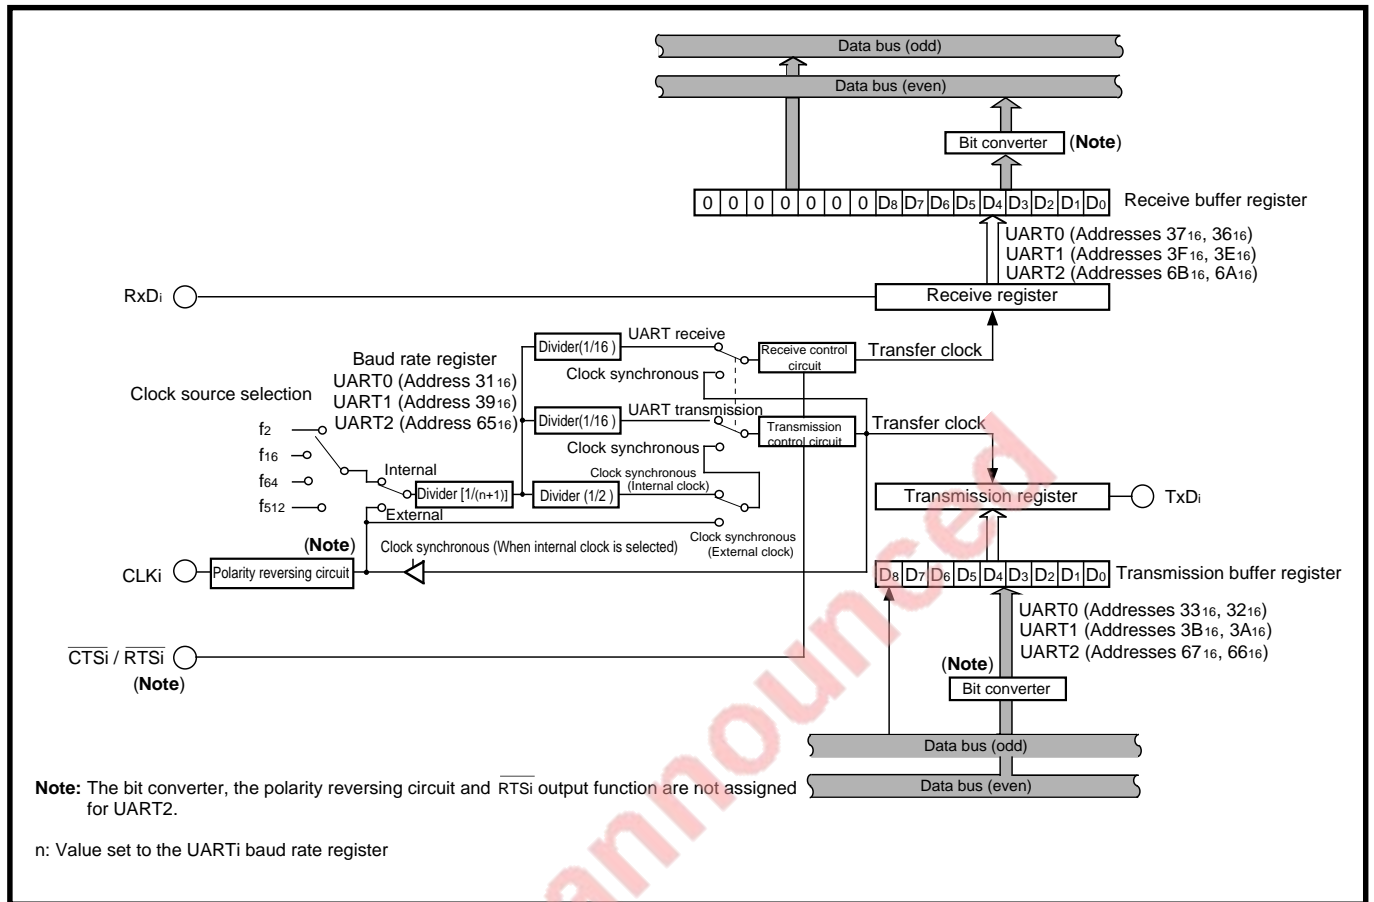 Data bus (odd)
Data bus (even)
Bit converter (Note)
0 0 0 0 0 0 0 D8 D7 D6 D5 D4 D3 D2 D1 D0 Receive buffer register
UART0 (Addresses 3716, 3616)
UART1 (Addresses 3F16, 3E16)
UART2 (Addresses 6B16, 6A16)
RxDi
Receive register
UART receive
Divider(1/16 )
Receive control
circuit
Transfer clock
Baud rate register
UART0 (Address 3116)
UART1 (Address 3916)
UART2 (Address 6516)
Clock synchronous
Clock source selection
UART transmission
Divider(1/16 )
Transmission
control circuit
Transfer clock
f2
f16
f64
f512
Clock synchronous
Internal
Divider [1/(n+1)]
Divider (1/2 )
Clock synchronous
(Internal clock)
External
Transmission register
TxDi
Clock synchronous
(External clock)
(Note)
Clock synchronous (When internal clock is selected)
CLKi
Polarity reversing circuit
D8 D7 D6 D5 D4 D3 D2 D1 D0 Transmission buffer register
UART0 (Addresses 3316, 3216)
UART1 (Addresses 3B16, 3A16)
UART2 (Addresses 6716, 6616)
CTSi / RTSi
(Note)
(Note)
Bit converter
Data bus (odd)
Data bus (even)
Note: The bit converter, the polarity reversing circuit and RTSi output function are not assigned
for UART2.
n: Value set to the UARTi baud rate register
announced